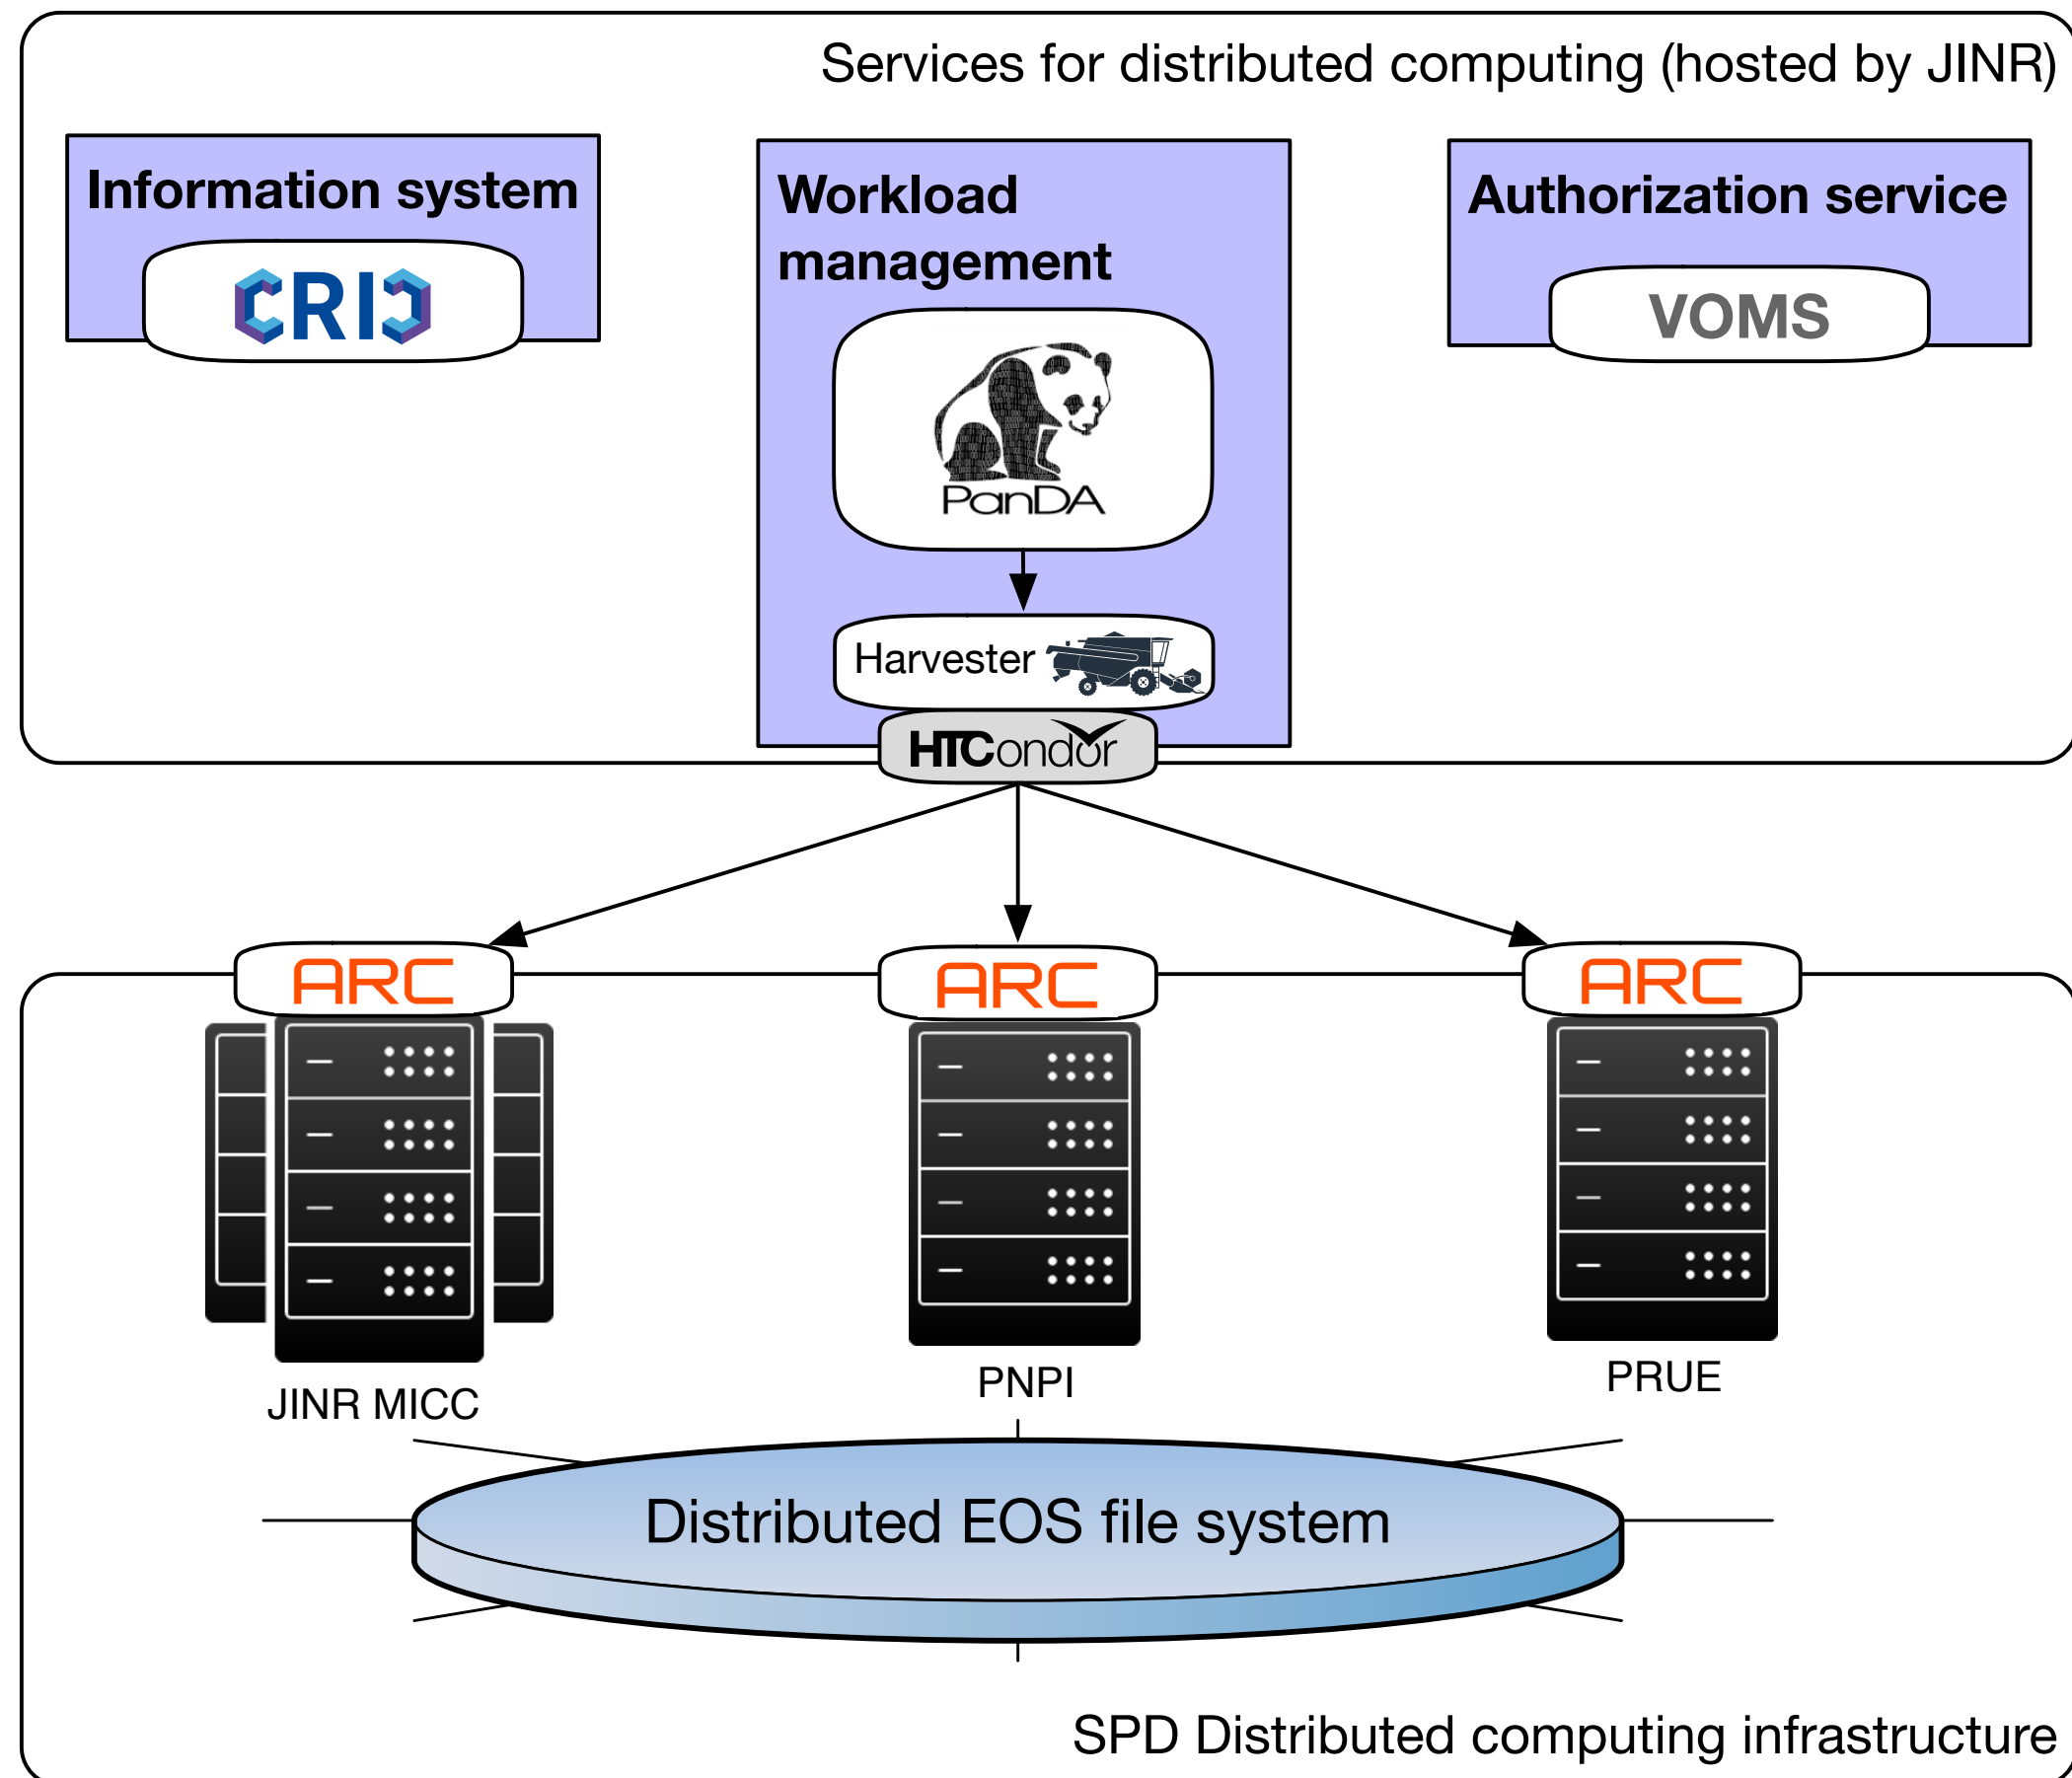 Services for distributed computing (hosted by JINR)
Information system
CRIC
Workload
management
PanDA
Harvester
HTCondor
Authorization service
VOMS
ARC
ARC
ARC
JINR MICC
PNPI
PRUE
Distributed EOS file system
SPD Distributed computing infrastructure